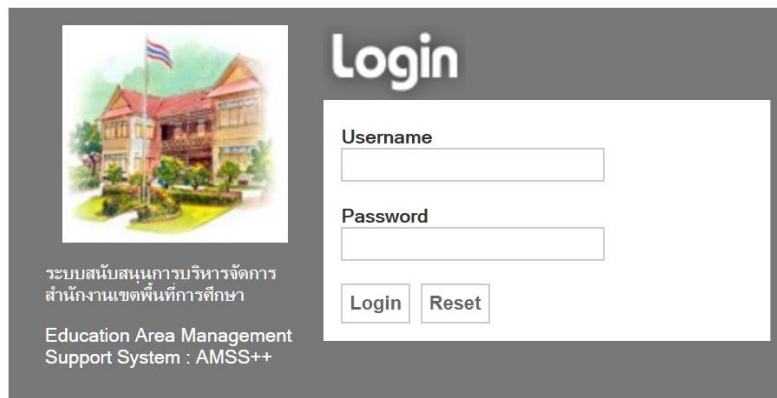 Login
Username
Password
Login Reset
ระบบสนับสนุนการบริหารจัดการ
สำนักงานเขตพื้นที่การศึกษา
Education Area Management
Support System : AMSS++